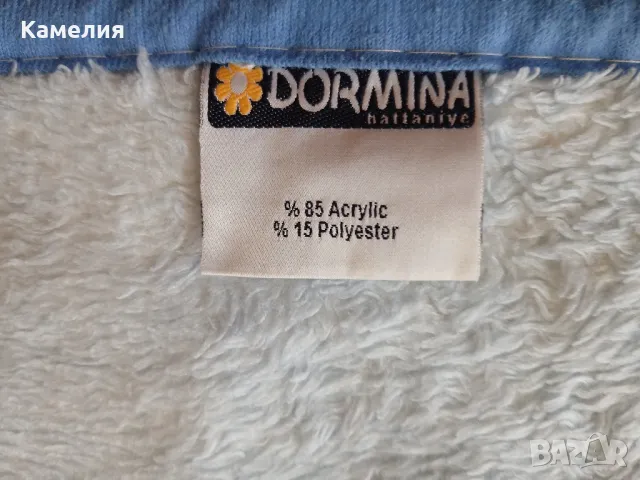 Камелия
DORMINA
battaniye
% 85 Acrylic
% 15 Polyester
BAZAR